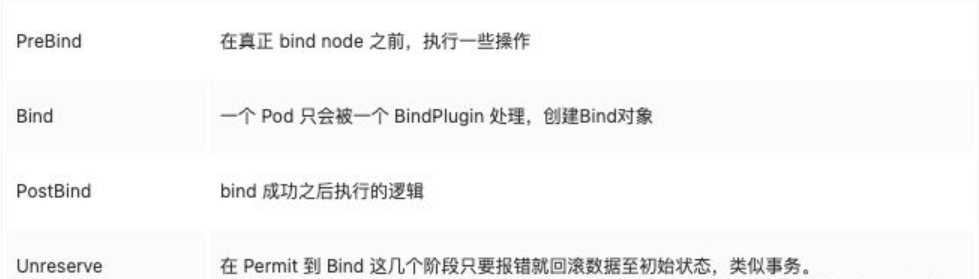 PreBind 在真正 bind node 之前，执行一些操作
Bind 一个 Pod 只会被一个 BindPlugin 处理，创建Bind对象
PostBind bind 成功之后执行的逻辑
Unreserve 在 Permit 到 Bind 这几个阶段只要报错就回滚数据至初始状态，类似事务。